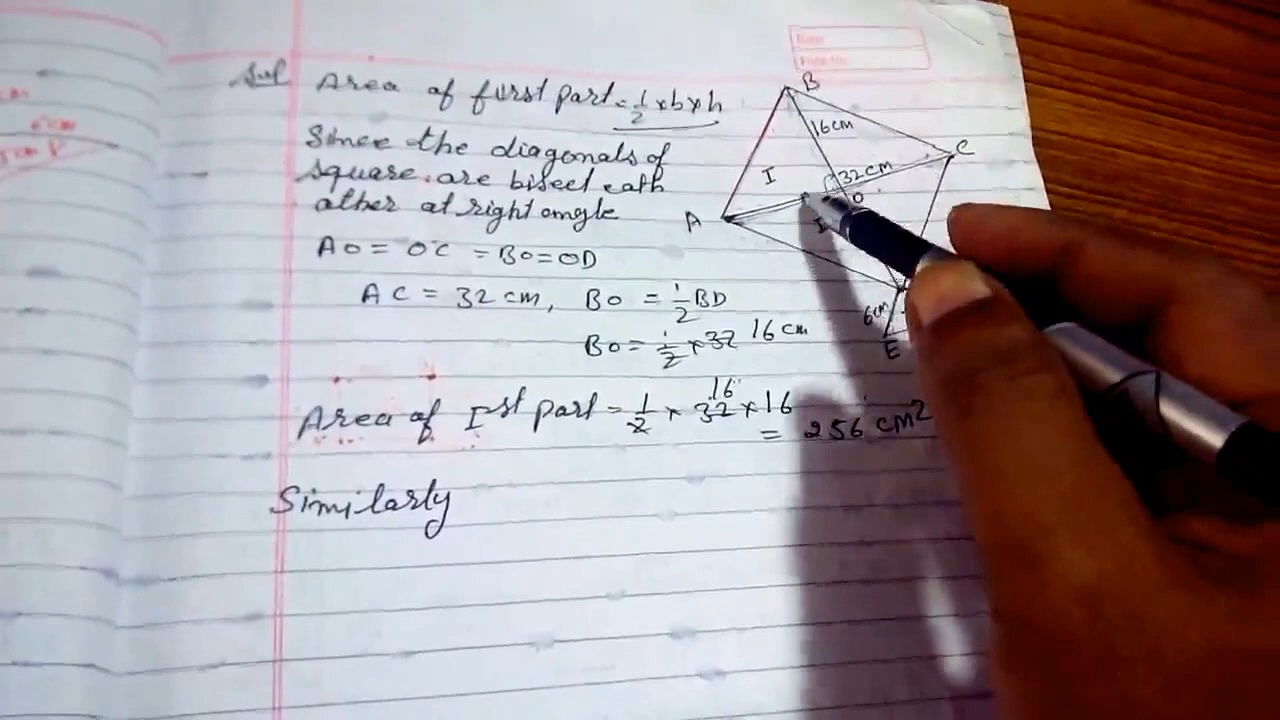 Sol Area of first part = 1/2 × b × h
Since the diagonals of
square are bisect eath
other at right angle
AO = OC = BO = OD
AC = 32 cm, BO = 1/2 BD
BO = 1/2 × 32 16 cm
16
Area of Ist part = 1/2 × 32 × 16
= 256 cm2
Similarly
B
16cm
C
I
32 cm
O
A
6cm
E